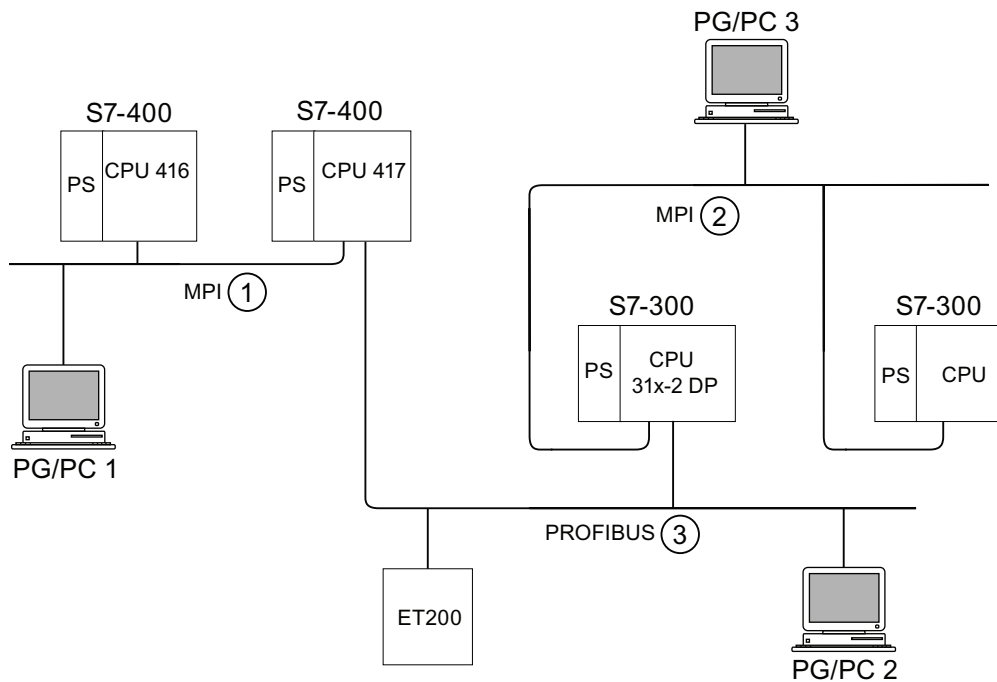 PG/PC 3
S7-400
S7-400
PS
CPU 416
PS
CPU 417
MPI 2
MPI 1
S7-300
S7-300
PS
CPU
31x-2 DP
PS
CPU
PG/PC 1
PROFIBUS 3
ET200
PG/PC 2